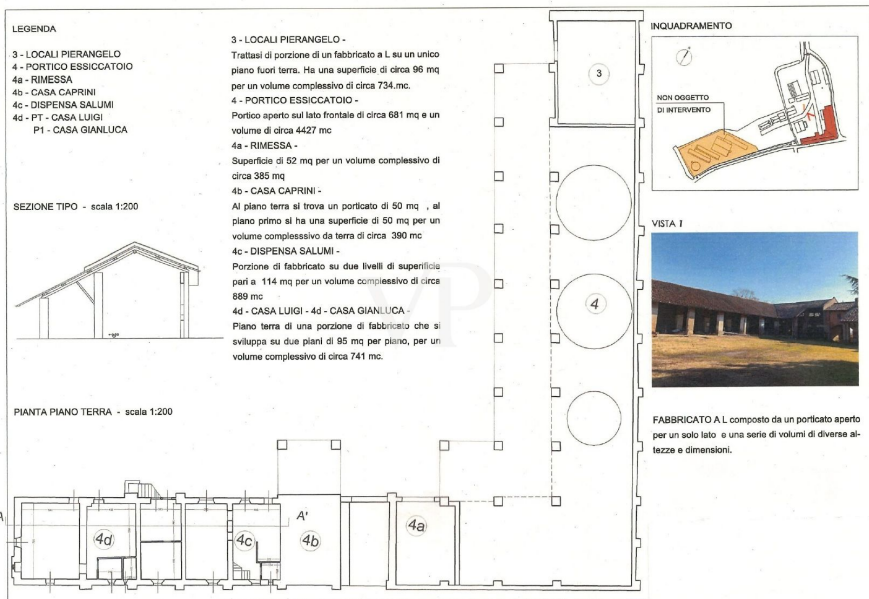 LEGENDA
3 - LOCALI PIERANGELO
4 - PORTICO ESSICCATOIO
4a - RIMESSA
4b - CASA CAPRINI
4c - DISPENSA SALUMI
4d - PT - CASA LUIGI
P1 - CASA GIANLUCA
SEZIONE TIPO - scala 1:200
PIANTA PIANO TERRA - scala 1:200
3 - LOCALI PIERANGELO -
Trattasi di porzione di un fabbricato a L su un unico
piano fuori terra. Ha una superficie di circa 96 mq
per un volume complessivo di circa 734.mc.
4 - PORTICO ESSICCATOIO -
Portico aperto sul lato frontale di circa 681 mq e un
volume di circa 4427 mc
4a - RIMESSA -
Superficie di 52 mq per un volume complessivo di
circa 385 mq
4b - CASA CAPRINI -
Al piano terra si trova un porticato di 50 mq , al
piano primo si ha una superficie di 50 mq per un
volume complesssivo da terra di circa 390 mc
4c - DISPENSA SALUMI -
Porzione di fabbricato su due livelli di superificie
pari a 114 mq per un volume complessivo di circa
889 mc
4d - CASA LUIGI - 4d - CASA GIANLUCA -
Piano terra di una porzione di fabbricato che si
sviluppa su due piani di 95 mq per piano, per un
volume complessivo di circa 741 mc.
VP
3
4
A
4d
4c
A'
4b
4a
INQUADRAMENTO
NON OGGETTO
DI INTERVENTO
VISTA 1
FABBRICATO A L composto da un porticato aperto
per un solo lato e una serie di volumi di diverse al-
tezze e dimensioni.